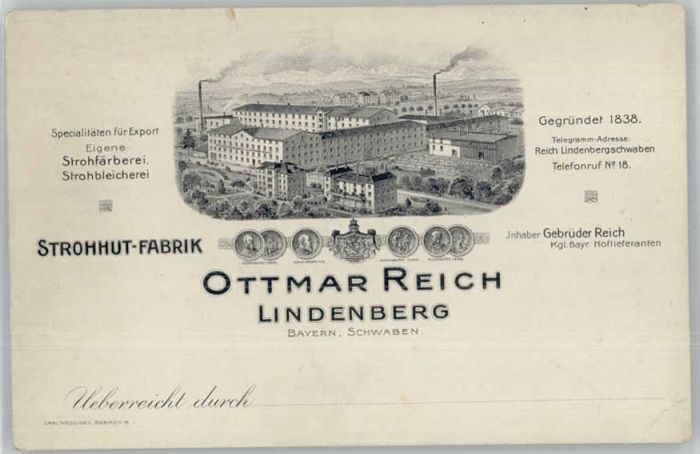 Specialitäten für Export
Eigene
Strohfärberei.
Strohbleicherei
Gegründet 1838.
Telegramm-Adresse:
Reich Lindenbergschwaben
Telefonruf No 18.
STROHHUT-FABRIK
Inhaber Gebrüder Reich
Kgl. Bayr. Hoflieferanten
OTTMAR REICH
LINDENBERG
BAYERN, SCHWABEN.
Ueberreicht durch